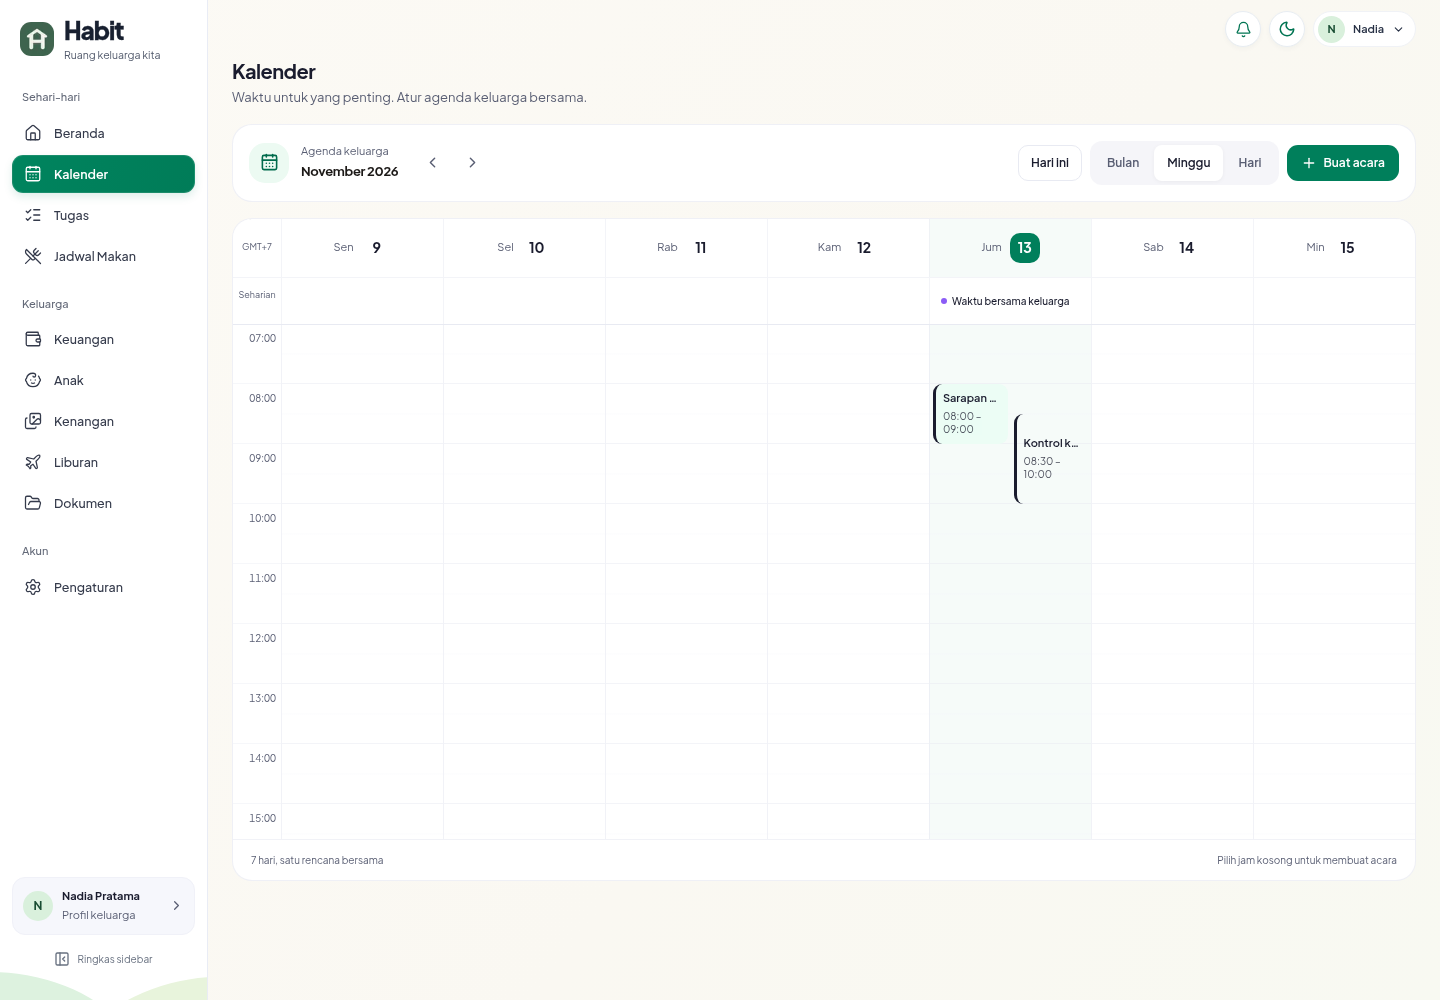 Habit
Ruang keluarga kita
Sehari-hari
Beranda
Kalender
Tugas
Jadwal Makan
Keluarga
Keuangan
Anak
Kenangan
Liburan
Dokumen
Akun
Pengaturan
N
Nadia Pratama
Profil keluarga
Ringkas sidebar
N
Nadia
Kalender
Waktu untuk yang penting. Atur agenda keluarga bersama.
Agenda keluarga
November 2026
Hari ini
Bulan
Minggu
Hari
Buat acara
GMT+7
Sen 9
Sel 10
Rab 11
Kam 12
Jum 13
Sab 14
Min 15
Seharian
Waktu bersama keluarga
07:00
08:00
Sarapan ...
08:00 –
09:00
Kontrol k...
08:30 –
10:00
09:00
10:00
11:00
12:00
13:00
14:00
15:00
7 hari, satu rencana bersama
Pilih jam kosong untuk membuat acara